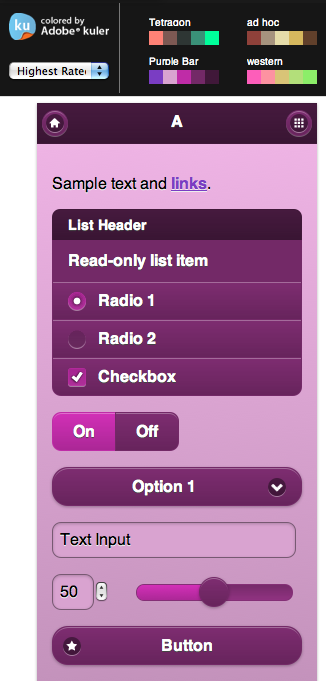 ku
colored by
Adobe® kuler
Highest Rated
Tetragon
ad hoc
Purple Bar
western
A
Sample text and links.
List Header
Read-only list item
Radio 1
Radio 2
Checkbox
On Off
Option 1
Text Input
50
Button